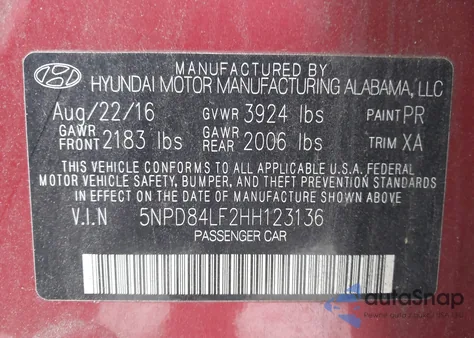 MANUFACTURED BY
HYUNDAI MOTOR MANUFACTURING ALABAMA, LLC
Aug/22/16 GVWR 3924 lbs PAINT PR
GAWR FRONT 2183 lbs GAWR REAR 2006 lbs TRIM XA
THIS VEHICLE CONFORMS TO ALL APPLICABLE U.S.A. FEDERAL
MOTOR VEHICLE SAFETY, BUMPER, AND THEFT PREVENTION STANDARDS
IN EFFECT ON THE DATE OF MANUFACTURE SHOWN ABOVE.
V.I.N 5NPD84LF2HH123136
PASSENGER CAR
autoSnap